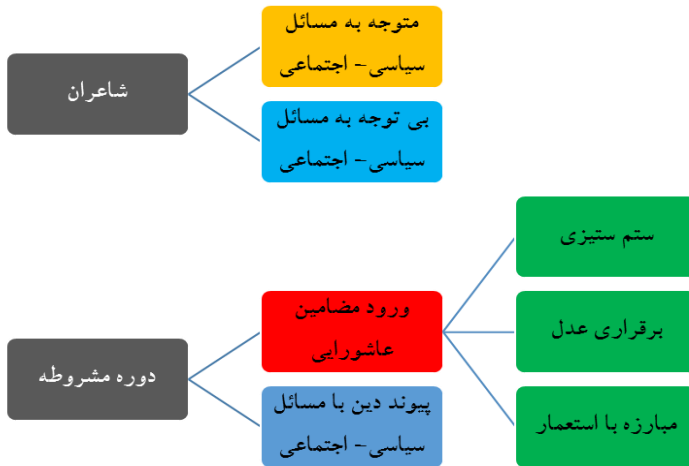 شاعران
متوجه به مسائل
سیاسی- اجتماعی
بی توجه به مسائل
سیاسی- اجتماعی
دوره مشروطه
ورود مضامین
عاشورایی
ستم ستیزی
برقراری عدل
مبارزه با استعمار
پیوند دین با مسائل
سیاسی- اجتماعی